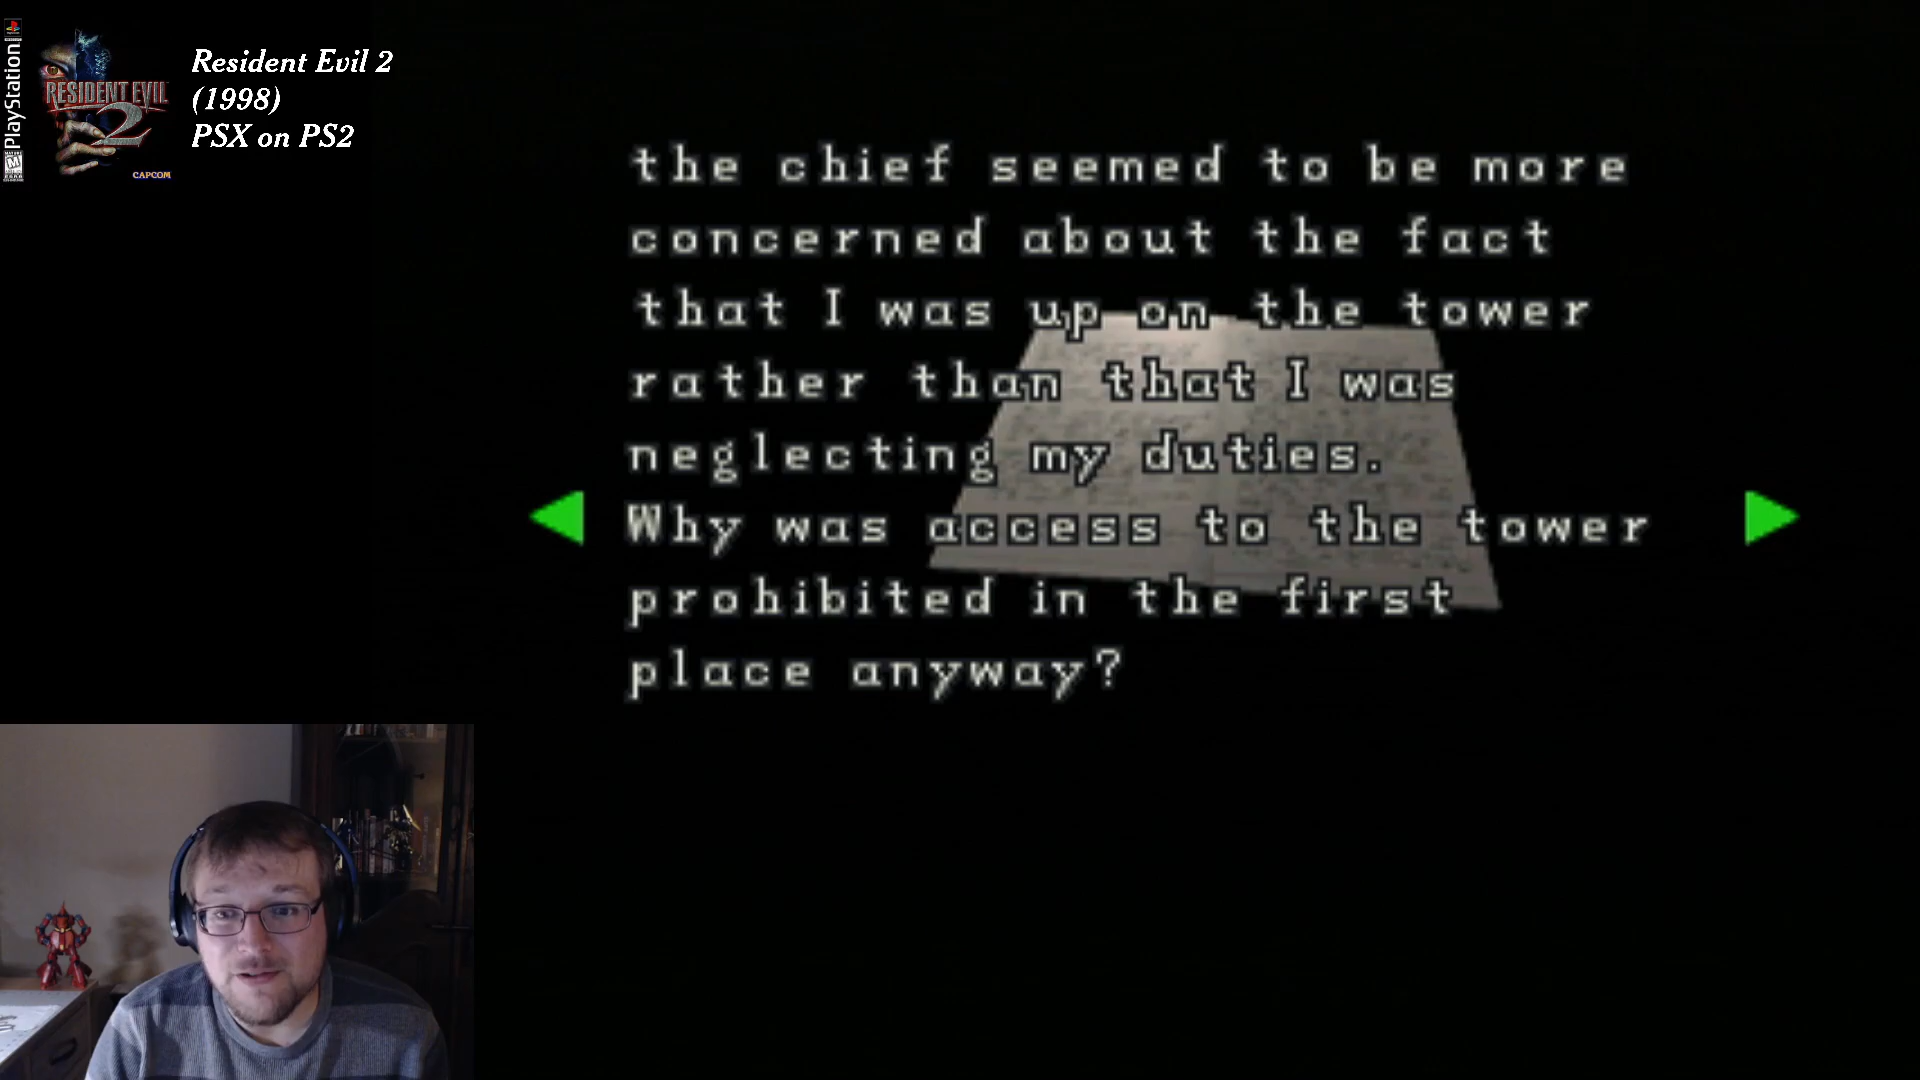 PlayStation
RESIDENT EVIL
2
CAPCOM
Resident Evil 2
(1998)
PSX on PS2
the chief seemed to be more
concerned about the fact
that I was up on the tower
rather than that I was
neglecting my duties.
Why was access to the tower
prohibited in the first
place anyway?